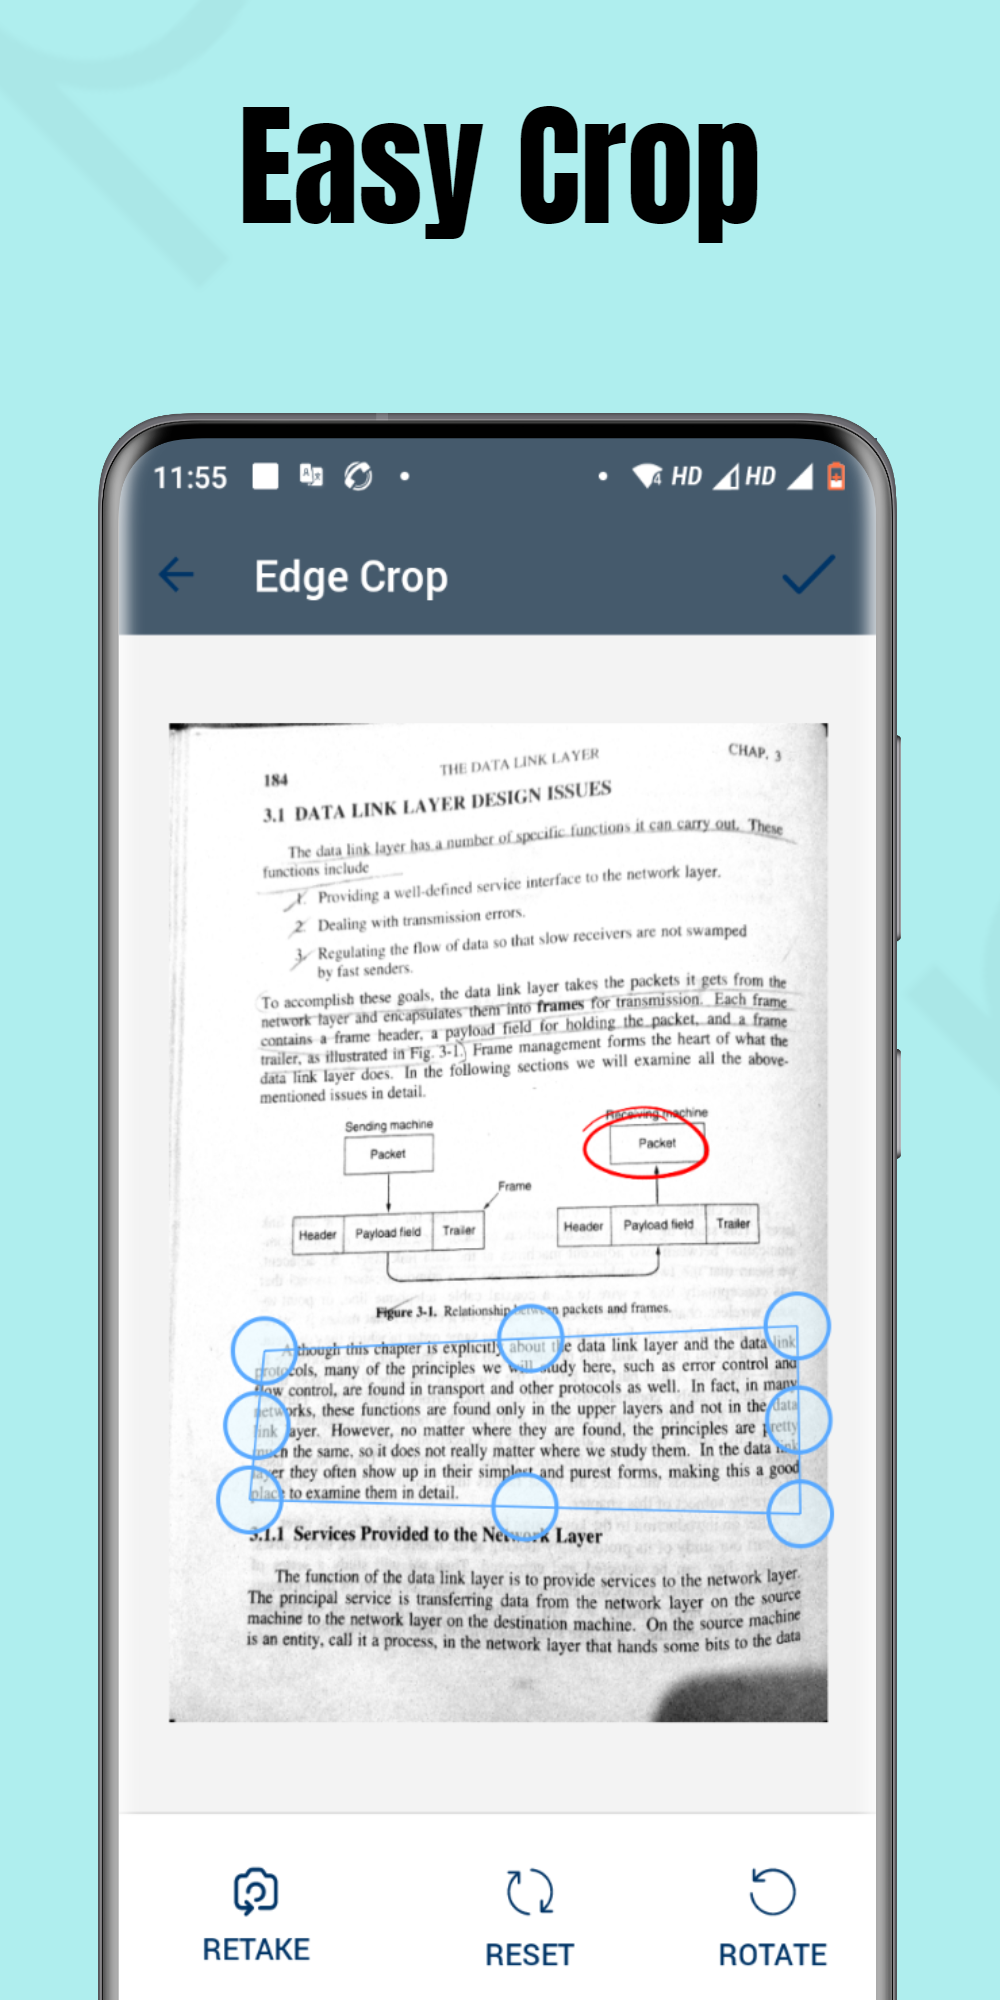 Easy Crop
11:55
HD
HD
Edge Crop
184 THE DATA LINK LAYER CHAP. 3
3.1 DATA LINK LAYER DESIGN ISSUES
The data link layer has a number of specific functions it can carry out. These
functions include
1. Providing a well-defined service interface to the network layer.
2. Dealing with transmission errors.
3. Regulating the flow of data so that slow receivers are not swamped
by fast senders.
To accomplish these goals, the data link layer takes the packets it gets from the
network layer and encapsulates them into frames for transmission. Each frame
contains a frame header, a payload field for holding the packet, and a frame
trailer, as illustrated in Fig. 3-1. Frame management forms the heart of what the
data link layer does. In the following sections we will examine all the above-
mentioned issues in detail.
Sending machine
Receiving machine
Packet
Packet
Frame
Header Payload field Trailer
Header Payload field Trailer
Figure 3-1. Relationship between packets and frames.
Although this chapter is explicitly about the data link layer and the data link
protocols, many of the principles we will study here, such as error control and
flow control, are found in transport and other protocols as well. In fact, in many
networks, these functions are found only in the upper layers and not in the data
link layer. However, no matter where they are found, the principles are pretty
much the same, so it does not really matter where we study them. In the data link
layer they often show up in their simplest and purest forms, making this a good
place to examine them in detail.
3.1.1 Services Provided to the Network Layer
The function of the data link layer is to provide services to the network layer.
The principal service is transferring data from the network layer on the source
machine to the network layer on the destination machine. On the source machine
is an entity, call it a process, in the network layer that hands some bits to the data
RETAKE
RESET
ROTATE